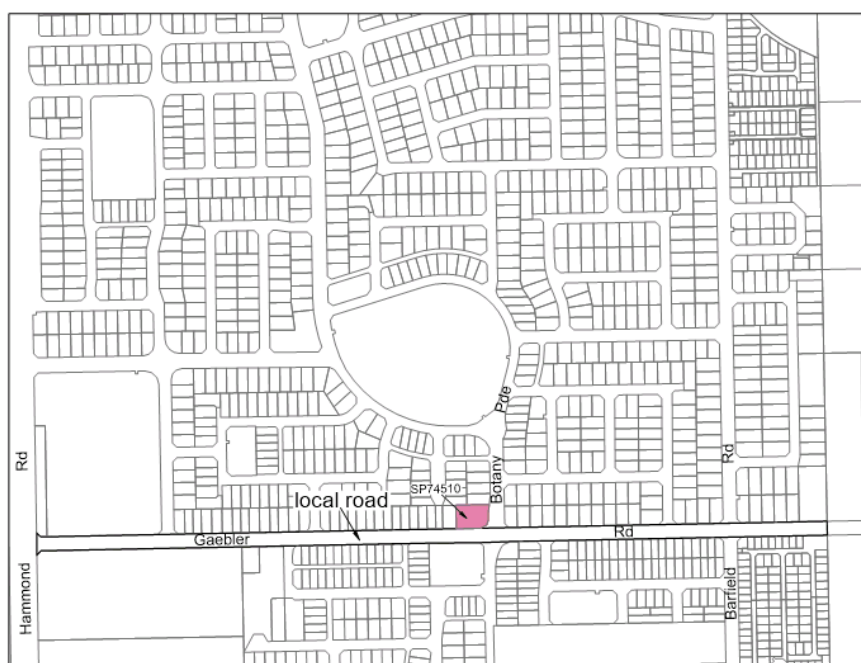 Pde
Rd
Rd
Botany
SP74510
local road
Gaebler
Rd
Hammond
Barfield